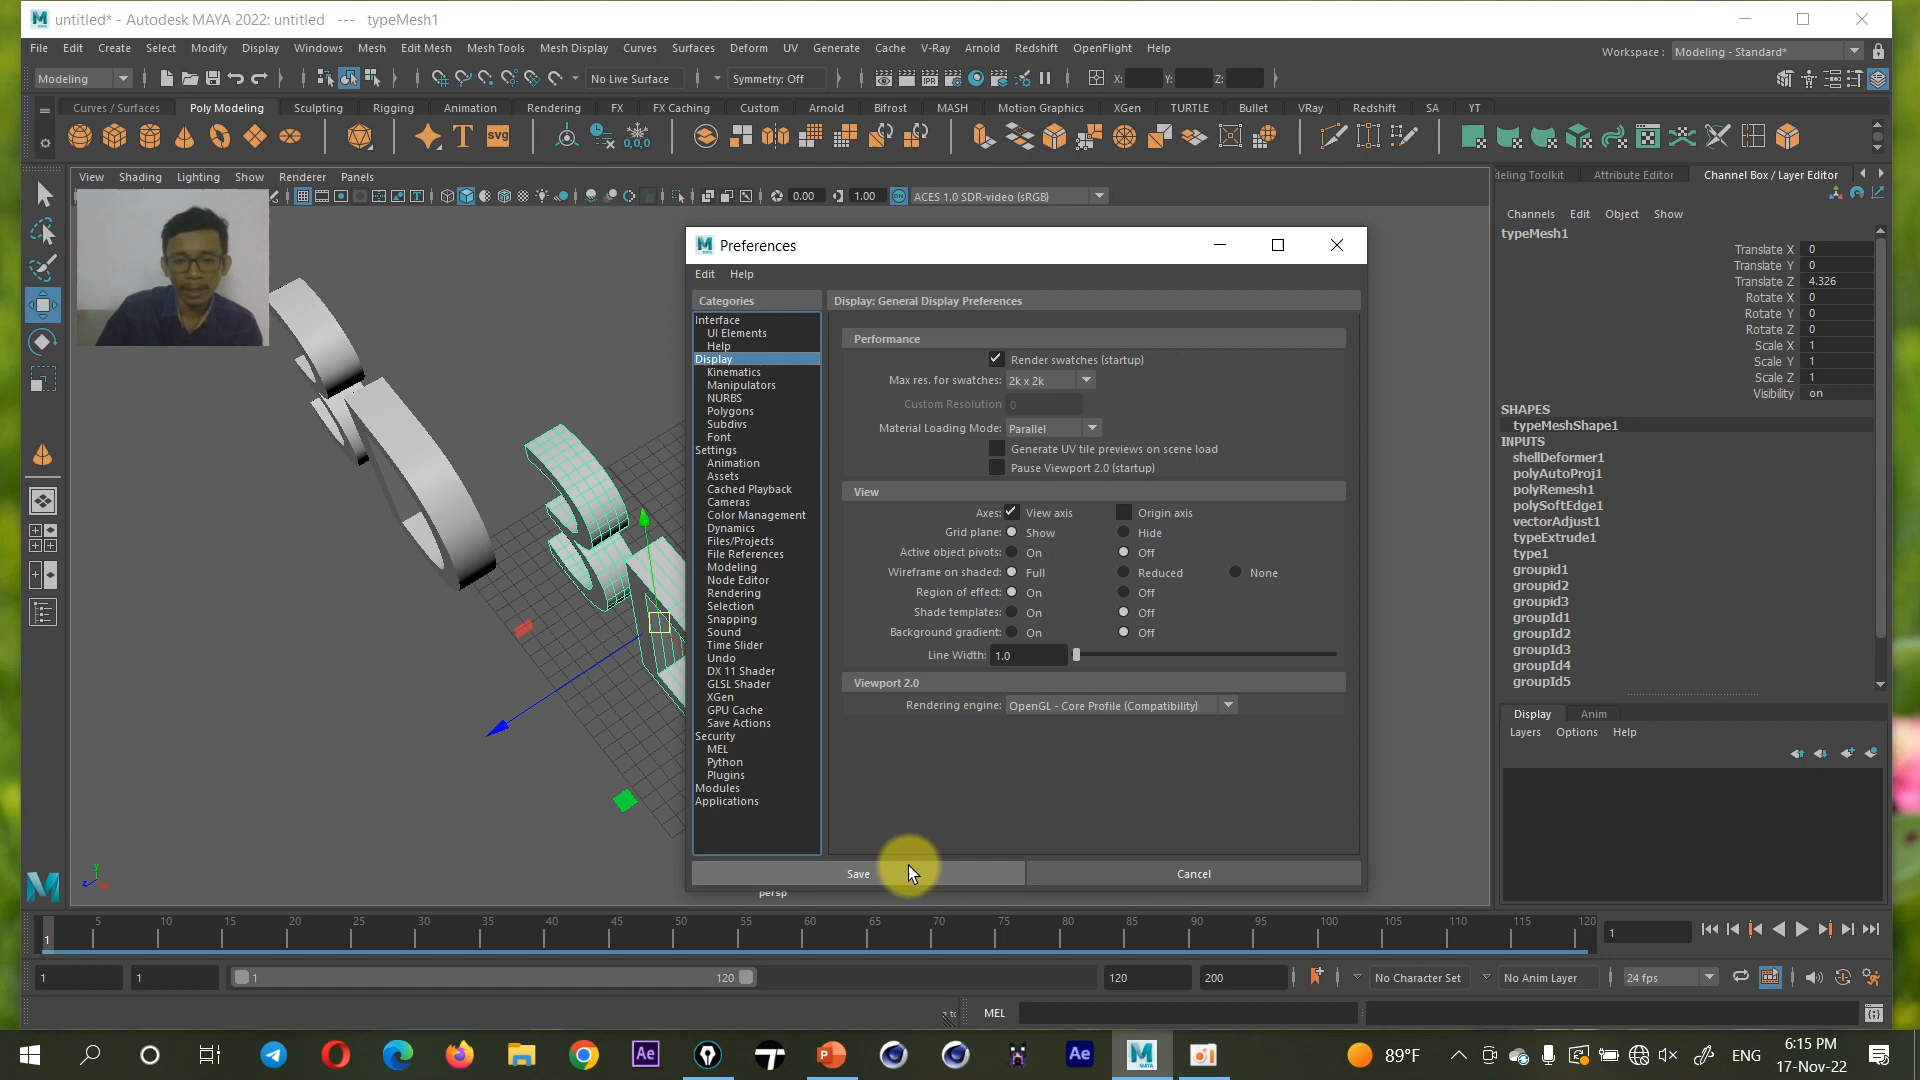 untitled* - Autodesk MAYA 2022: untitled --- typeMesh1
File Edit Create Select Modify Display Windows Mesh Edit Mesh Mesh Tools Mesh Display Curves Surfaces Deform UV Generate Cache V-Ray Arnold Redshift OpenFlight Help
Workspace : Modeling - Standard*
Modeling No Live Surface Symmetry: Off X: Y: Z:
Curves / Surfaces Poly Modeling Sculpting Rigging Animation Rendering FX FX Caching Custom Arnold Bifrost MASH Motion Graphics XGen TURTLE Bullet VRay Redshift SA YT
T svg 0,0,0
View Shading Lighting Show Renderer Panels
0.00 1.00 ACES 1.0 SDR-video (sRGB)
deling Toolkit Attribute Editor Channel Box / Layer Editor
Channels Edit Object Show
typeMesh1
Translate X 0
Translate Y 0
Translate Z 4.326
Rotate X 0
Rotate Y 0
Rotate Z 0
Scale X 1
Scale Y 1
Scale Z 1
Visibility on
SHAPES
typeMeshShape1
INPUTS
shellDeformer1
polyAutoProj1
polyRemesh1
polySoftEdge1
vectorAdjust1
typeExtrude1
type1
groupid1
groupid2
groupid3
groupId1
groupId2
groupId3
groupId4
groupId5
Display Anim
Layers Options Help
Preferences
Edit Help
Categories
Interface
UI Elements
Help
Display
Kinematics
Manipulators
NURBS
Polygons
Subdivs
Font
Settings
Animation
Assets
Cached Playback
Cameras
Color Management
Dynamics
Files/Projects
File References
Modeling
Node Editor
Rendering
Selection
Snapping
Sound
Time Slider
Undo
DX 11 Shader
GLSL Shader
XGen
GPU Cache
Save Actions
Security
MEL
Python
Plugins
Modules
Applications
Display: General Display Preferences
Performance
Render swatches (startup)
Max res. for swatches: 2k x 2k
Custom Resolution 0
Material Loading Mode: Parallel
Generate UV tile previews on scene load
Pause Viewport 2.0 (startup)
View
Axes: View axis Origin axis
Grid plane: Show Hide
Active object pivots: On Off
Wireframe on shaded: Full Reduced None
Region of effect: On Off
Shade templates: On Off
Background gradient: On Off
Line Width: 1.0
Viewport 2.0
Rendering engine: OpenGL - Core Profile (Compatibility)
Save Cancel
persp
5 10 15 20 25 30 35 40 45 50 55 60 65 70 75 80 85 90 95 100 105 110 115 120
1 1
1 1 1 120 120 200 No Character Set No Anim Layer 24 fps
MEL
89°F ENG 6:15 PM
17-Nov-22